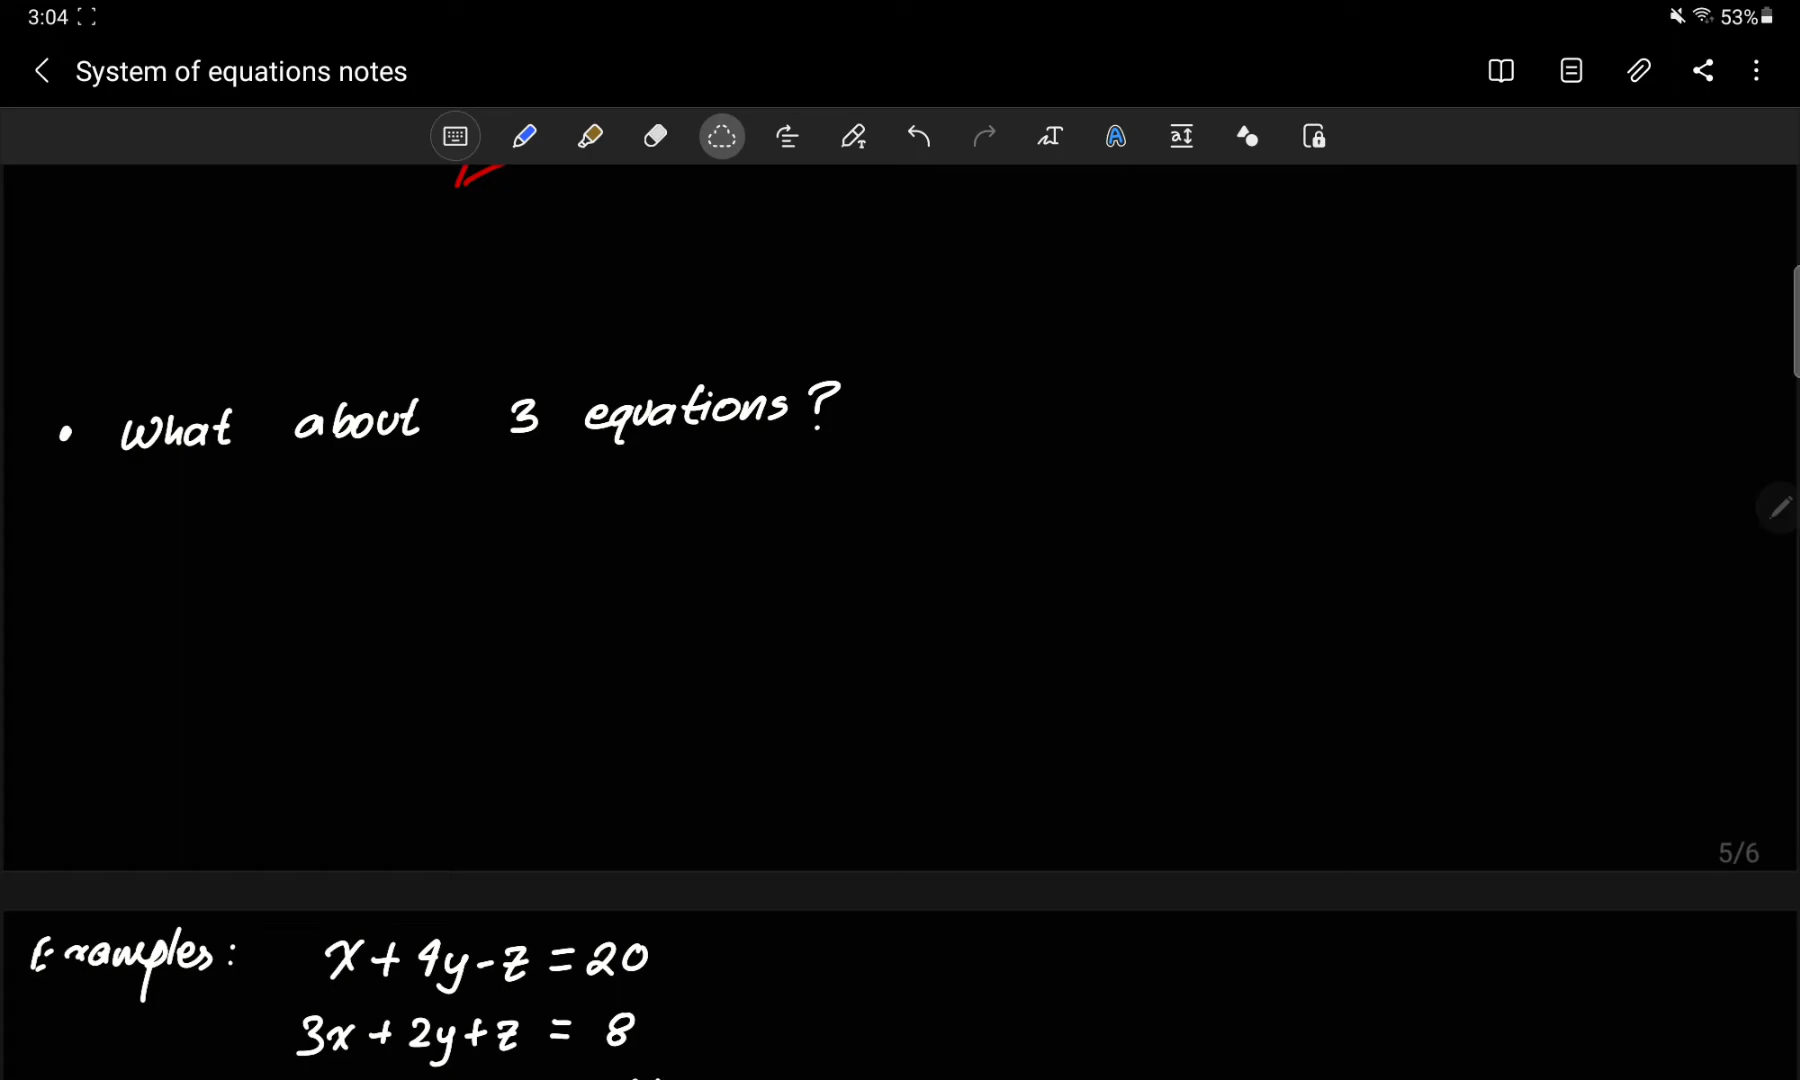 3:04
53%
System of equations notes
• What about 3 equations?
5/6
Examples: x + 4y - z = 20
3x + 2y + z = 8